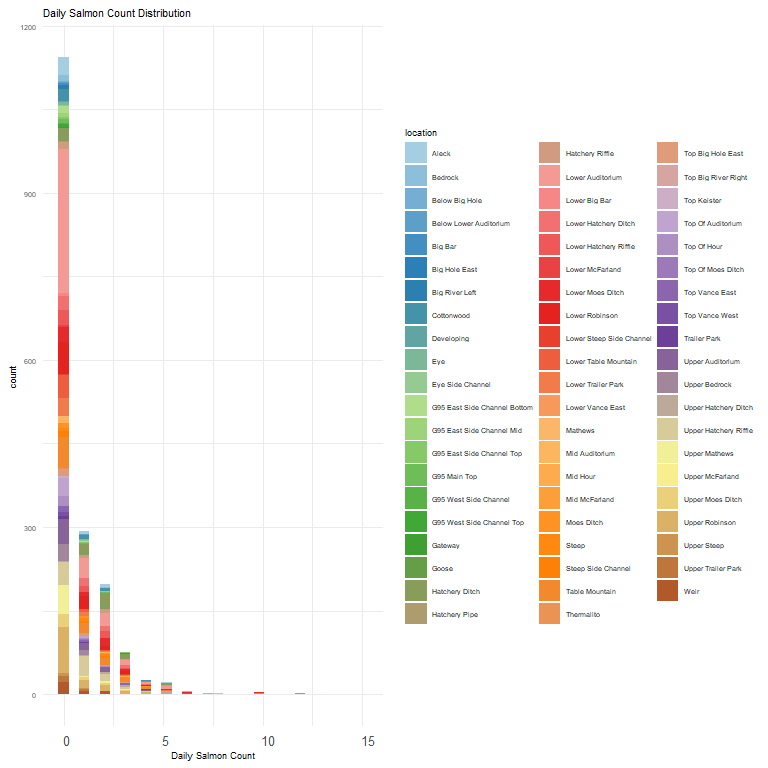 Daily Salmon Count Distribution
1200
900
600
300
0
count
0 5 10 15
Daily Salmon Count
location
Aleck
Bedrock
Below Big Hole
Below Lower Auditorium
Big Bar
Big Hole East
Big River Left
Cottonwood
Developing
Eye
Eye Side Channel
G95 East Side Channel Bottom
G95 East Side Channel Mid
G95 East Side Channel Top
G95 Main Top
G95 West Side Channel
G95 West Side Channel Top
Gateway
Goose
Hatchery Ditch
Hatchery Pipe
Hatchery Riffle
Lower Auditorium
Lower Big Bar
Lower Hatchery Ditch
Lower Hatchery Riffle
Lower McFarland
Lower Moes Ditch
Lower Robinson
Lower Steep Side Channel
Lower Table Mountain
Lower Trailer Park
Lower Vance East
Mathews
Mid Auditorium
Mid Hour
Mid McFarland
Moes Ditch
Steep
Steep Side Channel
Table Mountain
Thermalito
Top Big Hole East
Top Big River Right
Top Keister
Top Of Auditorium
Top Of Hour
Top Of Moes Ditch
Top Vance East
Top Vance West
Trailer Park
Upper Auditorium
Upper Bedrock
Upper Hatchery Ditch
Upper Hatchery Riffle
Upper Mathews
Upper McFarland
Upper Moes Ditch
Upper Robinson
Upper Steep
Upper Trailer Park
Weir